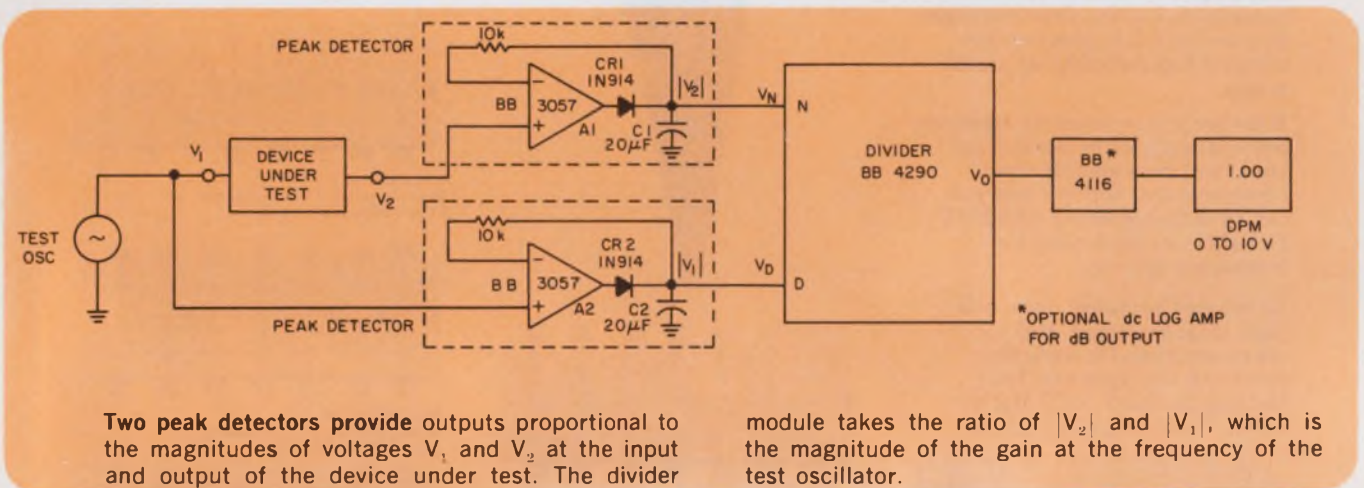 PEAK DETECTOR
10k
CR1
1N914
|V2|
BB 3057
A1
C1
20μF
V1
DEVICE
UNDER
TEST
V2
TEST
OSC
PEAK DETECTOR
10k
CR2
1N914
|V1|
BB 3057
A2
C2
20μF
VN
N
DIVIDER
BB 4290
VO
VD
D
BB*
4116
1.00
DPM
0 TO 10 V
*OPTIONAL dc LOG AMP
FOR dB OUTPUT
Two peak detectors provide outputs proportional to
the magnitudes of voltages V1 and V2 at the input
and output of the device under test. The divider
module takes the ratio of |V2| and |V1|, which is
the magnitude of the gain at the frequency of the
test oscillator.